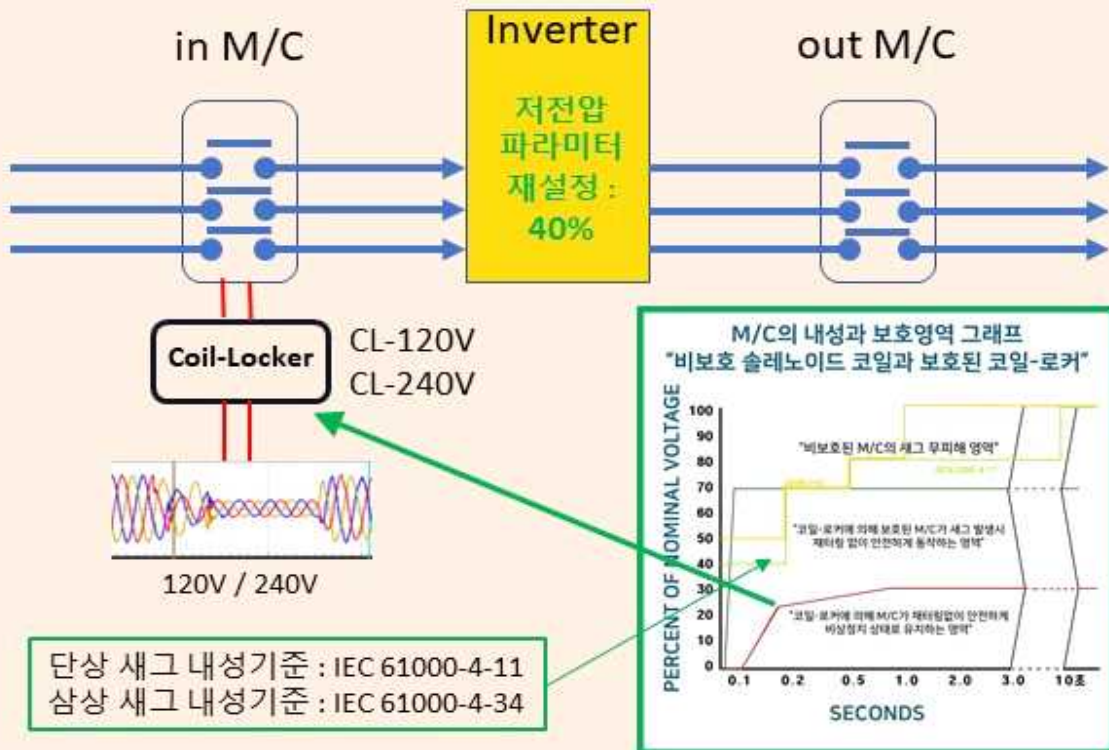 in M/C
Inverter
out M/C
저전압
파라미터
재설정 :
40%
Coil-Locker
CL-120V
CL-240V
120V / 240V
단상 새그 내성기준 : IEC 61000-4-11
삼상 새그 내성기준 : IEC 61000-4-34
M/C의 내성과 보호영역 그래프
"비보호 솔레노이드 코일과 보호된 코일-로커"
PERCENT OF NOMINAL VOLTAGE
100
90
80
70
60
50
40
30
20
10
0
"비보호된 M/C의 새그 무피해 영역"
"코일-로커에 의해 보호된 M/C가 새그 발생시
채터링 없이 안전하게 동작하는 영역"
"코일-로커에 의해 M/C가 채터링없이 안전하게
비상정지 상태로 유지하는 영역"
0.1 0.2 0.5 1.0 2.0 3.0 10초
SECONDS